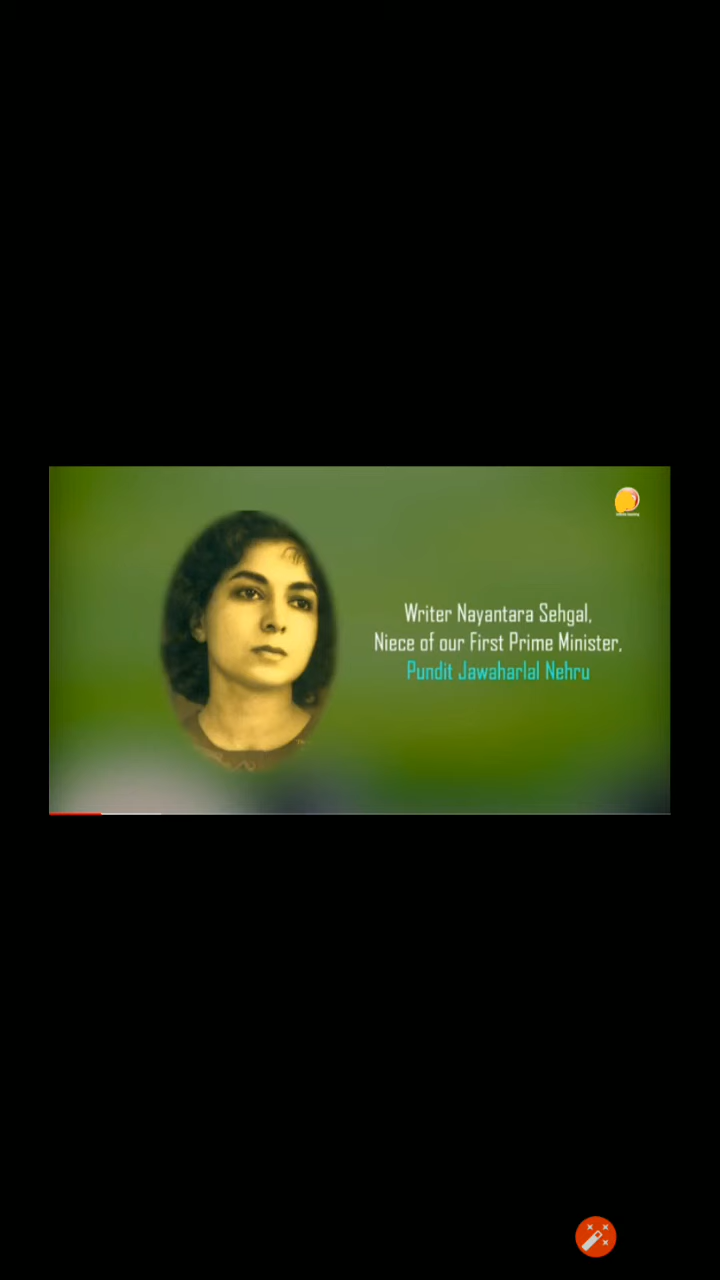 Writer Nayantara Sehgal,
Niece of our First Prime Minister,
Pundit Jawaharlal Nehru